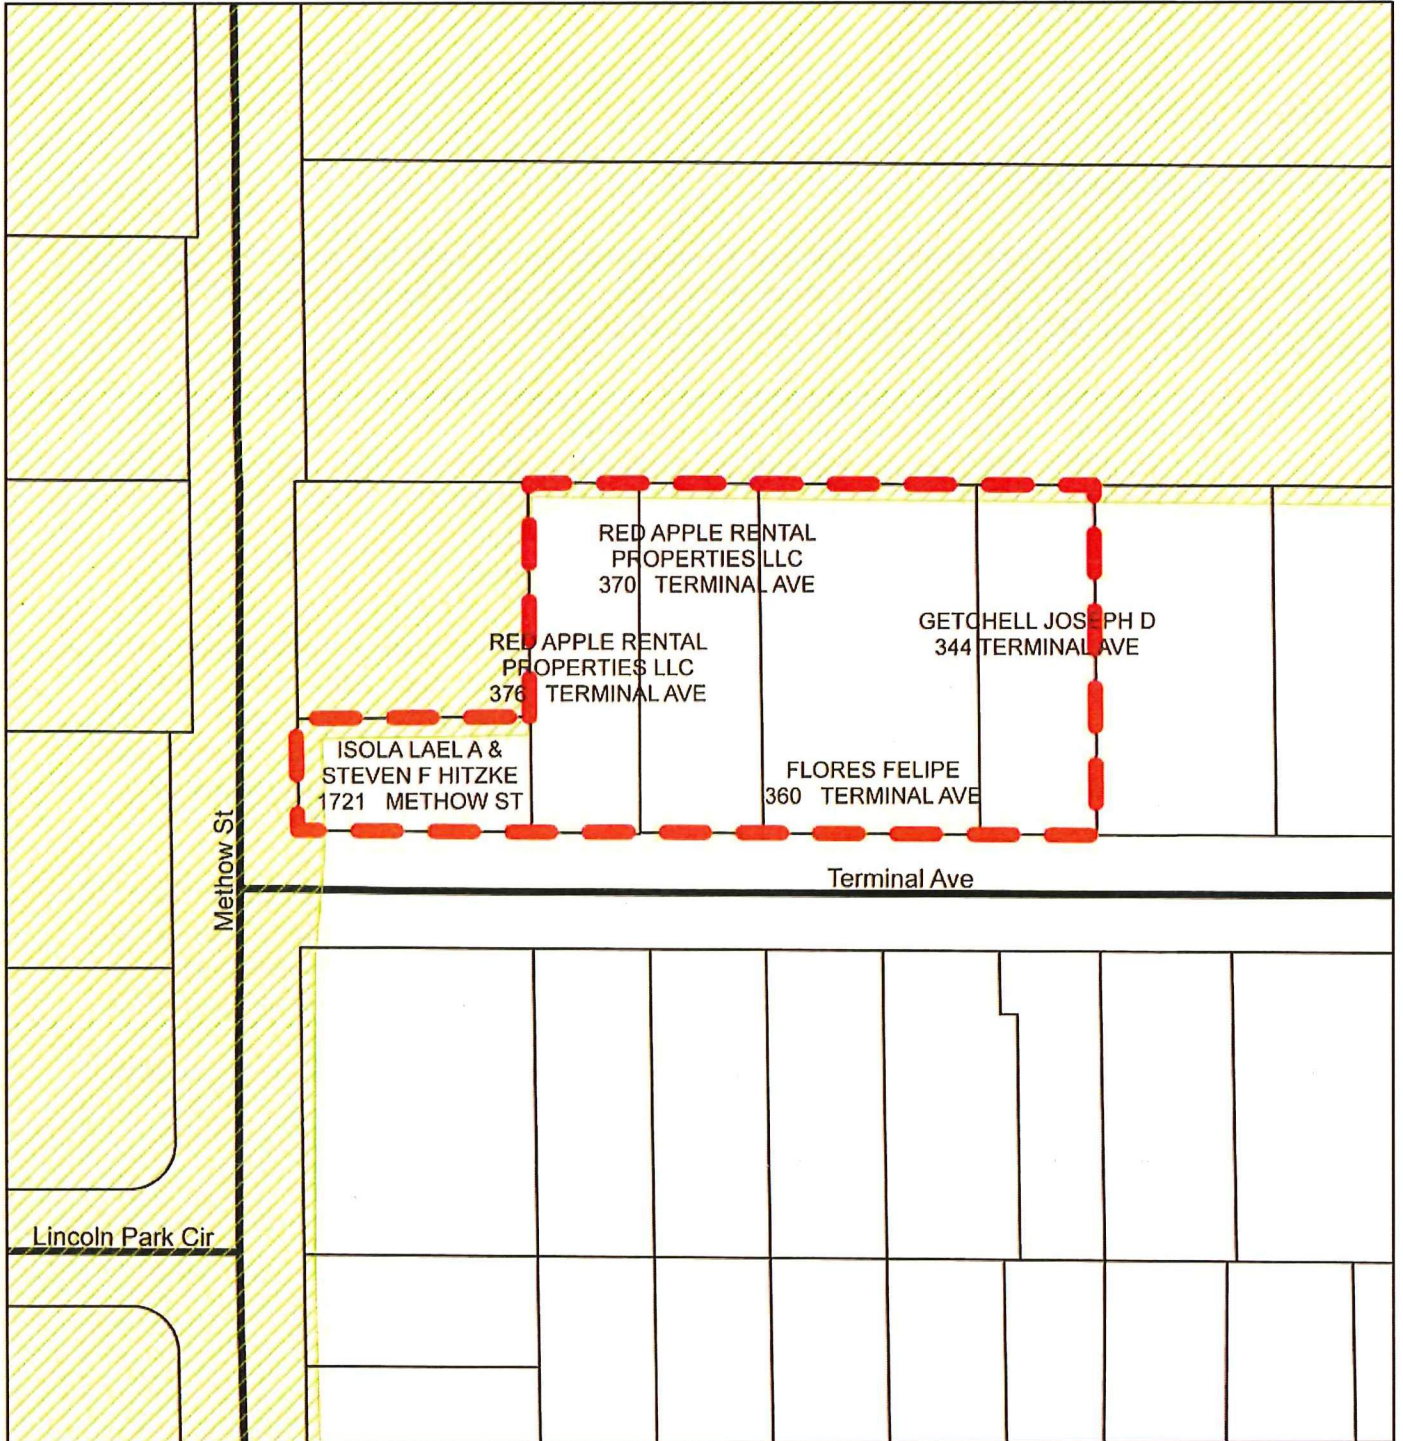 RED APPLE RENTAL
PROPERTIES LLC
370 TERMINAL AVE
GETCHELL JOSEPH D
344 TERMINAL AVE
RED APPLE RENTAL
PROPERTIES LLC
376 TERMINAL AVE
ISOLA LAEL A &
STEVEN F HITZKE
1721 METHOW ST
FLORES FELIPE
360 TERMINAL AVE
Methow St
Terminal Ave
Lincoln Park Cir